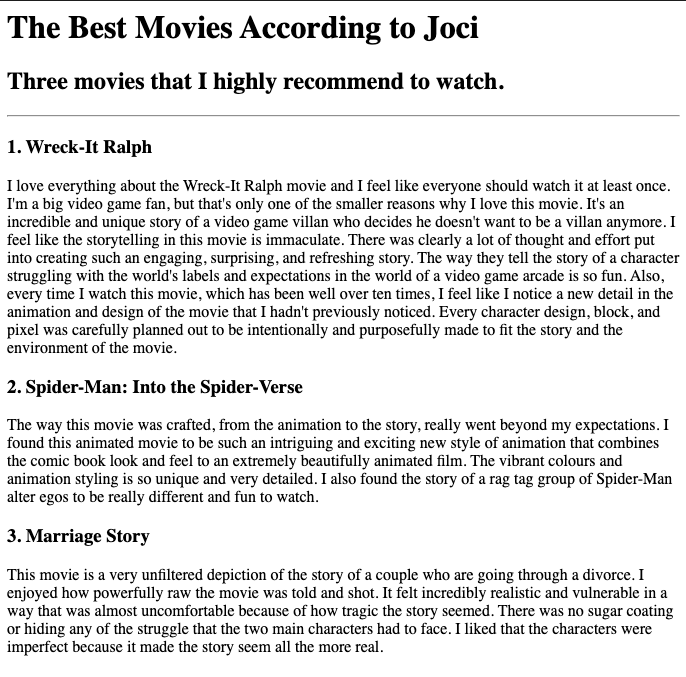 The Best Movies According to Joci
Three movies that I highly recommend to watch.
1. Wreck-It Ralph
I love everything about the Wreck-It Ralph movie and I feel like everyone should watch it at least once.
I'm a big video game fan, but that's only one of the smaller reasons why I love this movie. It's an
incredible and unique story of a video game villan who decides he doesn't want to be a villan anymore. I
feel like the storytelling in this movie is immaculate. There was clearly a lot of thought and effort put
into creating such an engaging, surprising, and refreshing story. The way they tell the story of a character
struggling with the world's labels and expectations in the world of a video game arcade is so fun. Also,
every time I watch this movie, which has been well over ten times, I feel like I notice a new detail in the
animation and design of the movie that I hadn't previously noticed. Every character design, block, and
pixel was carefully planned out to be intentionally and purposefully made to fit the story and the
environment of the movie.
2. Spider-Man: Into the Spider-Verse
The way this movie was crafted, from the animation to the story, really went beyond my expectations. I
found this animated movie to be such an intriguing and exciting new style of animation that combines
the comic book look and feel to an extremely beautifully animated film. The vibrant colours and
animation styling is so unique and very detailed. I also found the story of a rag tag group of Spider-Man
alter egos to be really different and fun to watch.
3. Marriage Story
This movie is a very unfiltered depiction of the story of a couple who are going through a divorce. I
enjoyed how powerfully raw the movie was told and shot. It felt incredibly realistic and vulnerable in a
way that was almost uncomfortable because of how tragic the story seemed. There was no sugar coating
or hiding any of the struggle that the two main characters had to face. I liked that the characters were
imperfect because it made the story seem all the more real.